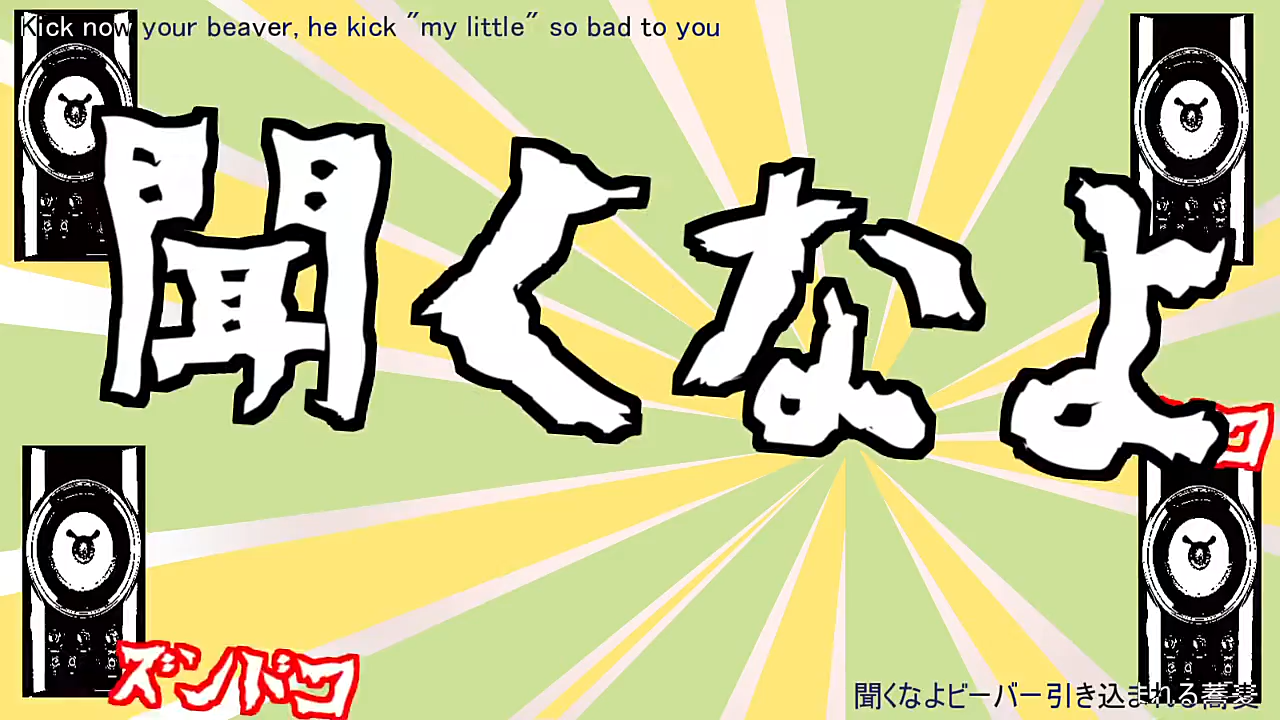 Kick now your beaver, he kick "my little" so bad to you
聞くなよ
ズンドコ
聞くなよビーバー引き込まれる蕎麦